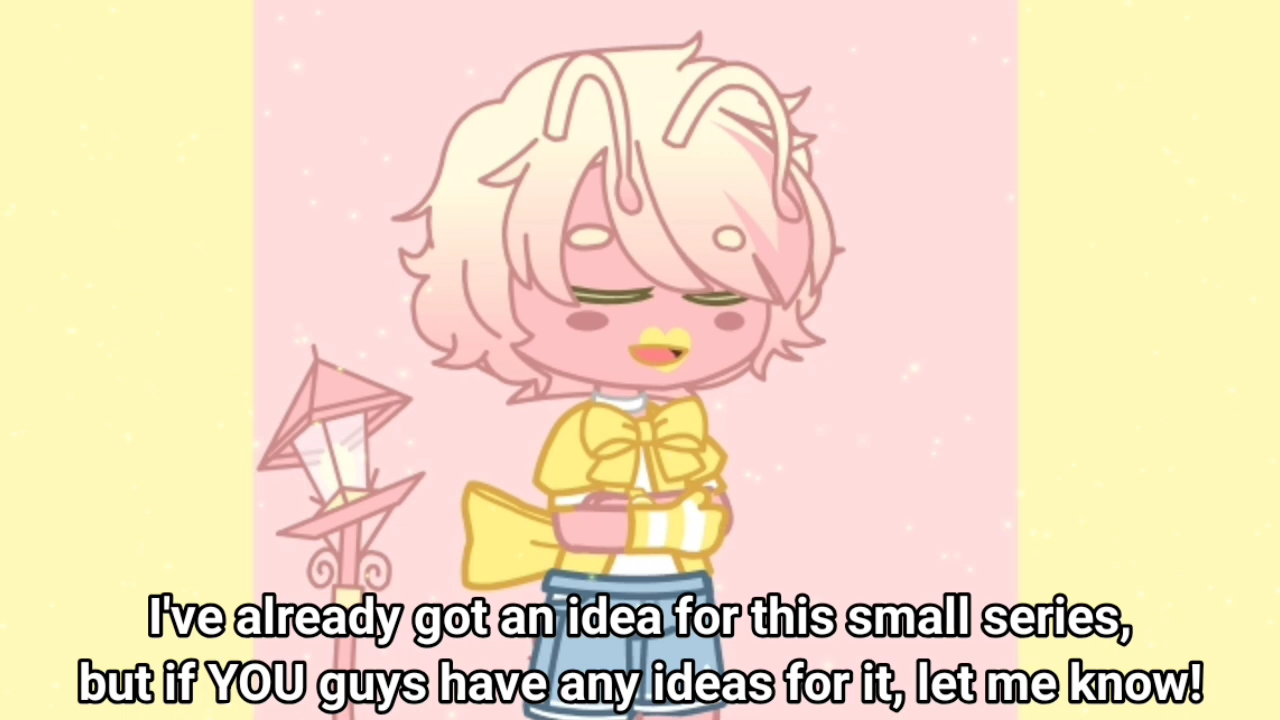 I've already got an idea for this small series,
but if YOU guys have any ideas for it, let me know!